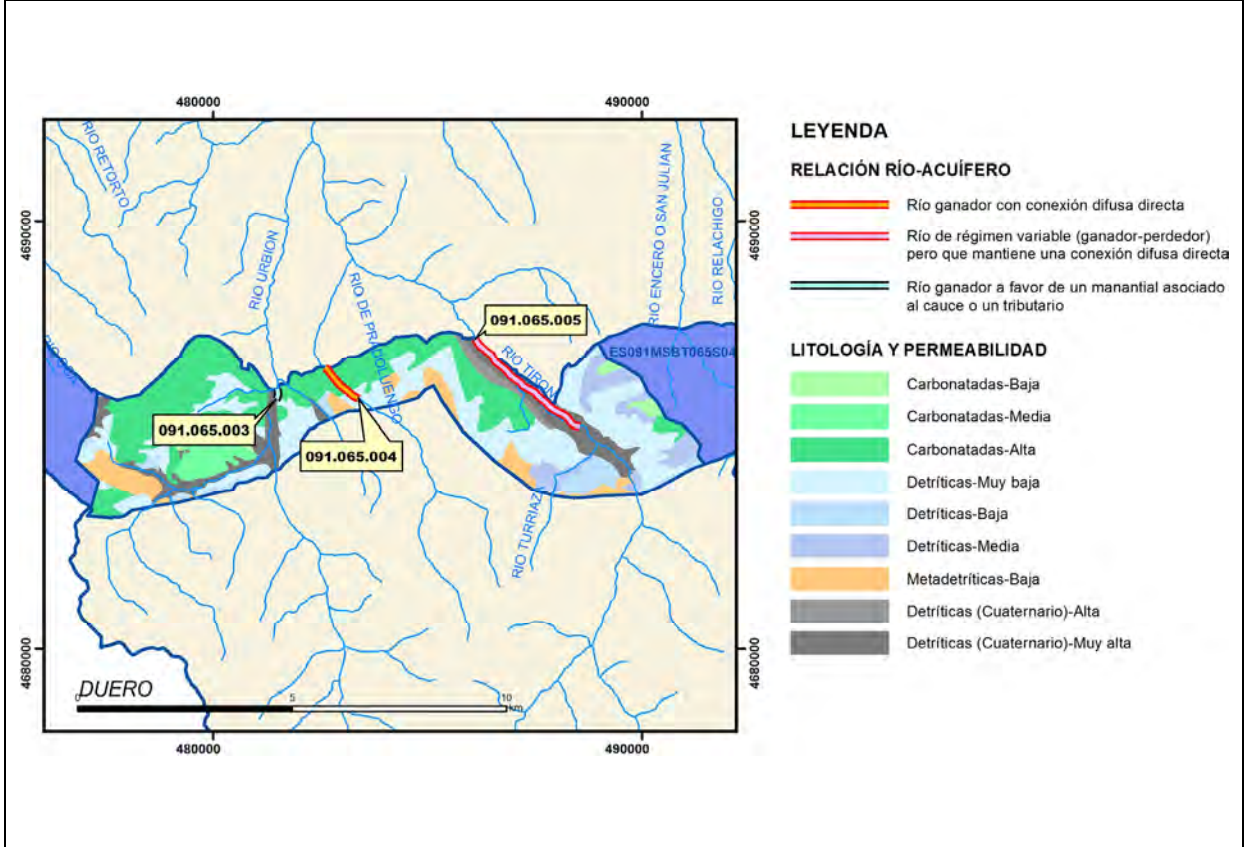 480000
490000
4690000
4690000
4680000
4680000
480000
490000
RIO RETORTO
RIO URBION
RIO DE PRADOLUENGO
RIO ENCERO O SAN JULIAN
RIO RELACHIGO
RIO TIRON
RIO TURRIAZA
ES091MSBT065S04
091.065.003
091.065.004
091.065.005
DUERO
0
5
10
km
LEYENDA
RELACIÓN RÍO-ACUÍFERO
Río ganador con conexión difusa directa
Río de régimen variable (ganador-perdedor)
pero que mantiene una conexión difusa directa
Río ganador a favor de un manantial asociado
al cauce o un tributario
LITOLOGÍA Y PERMEABILIDAD
Carbonatadas-Baja
Carbonatadas-Media
Carbonatadas-Alta
Detríticas-Muy baja
Detríticas-Baja
Detríticas-Media
Metadetríticas-Baja
Detríticas (Cuaternario)-Alta
Detríticas (Cuaternario)-Muy alta